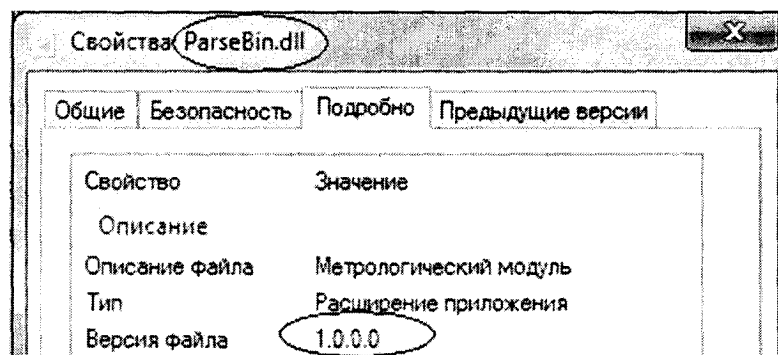 Свойства: ParseBin.dll
Общие Безопасность Подробно Предыдущие версии
Свойство Значение
Описание
Описание файла Метрологический модуль
Тип Расширение приложения
Версия файла 1.0.0.0